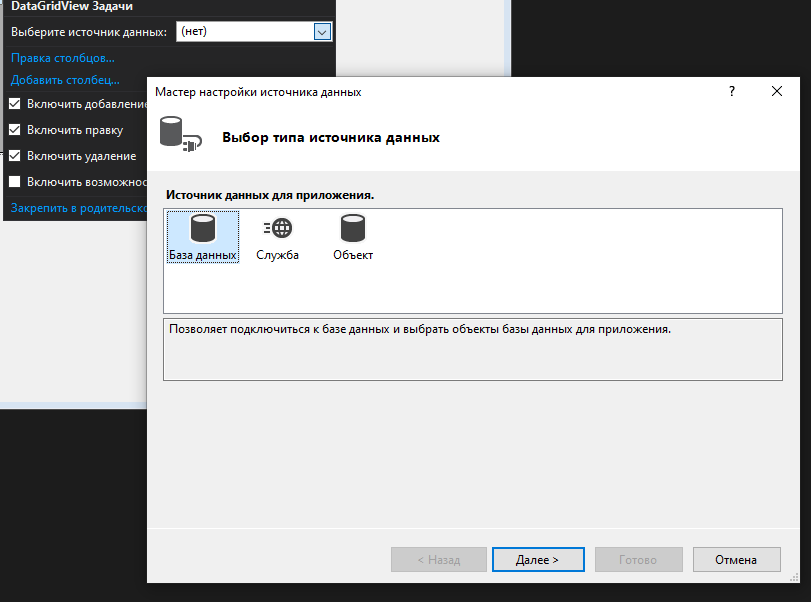 DataGridView Задачи
Выберите источник данных: (нет)
Правка столбцов...
Добавить столбец...
Включить добавление
Включить правку
Включить удаление
Включить возможнос
Закрепить в родительско
Мастер настройки источника данных
?
Выбор типа источника данных
Источник данных для приложения.
База данных Служба Объект
Позволяет подключиться к базе данных и выбрать объекты базы данных для приложения.
< Назад Далее > Готово Отмена